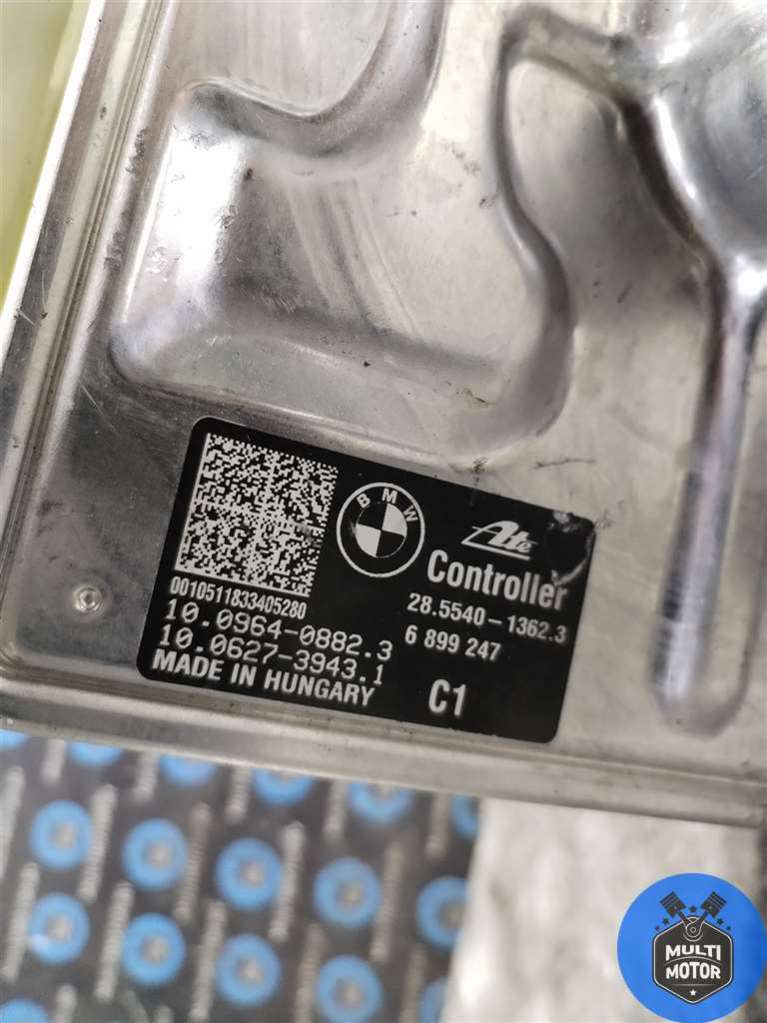 BMW
Ate
Controller
0010511833405280
28.5540-1362.3
10.0964-0882.3
6 899 247
10.0627-3943.1
MADE IN HUNGARY
C1
MULTI
MOTOR